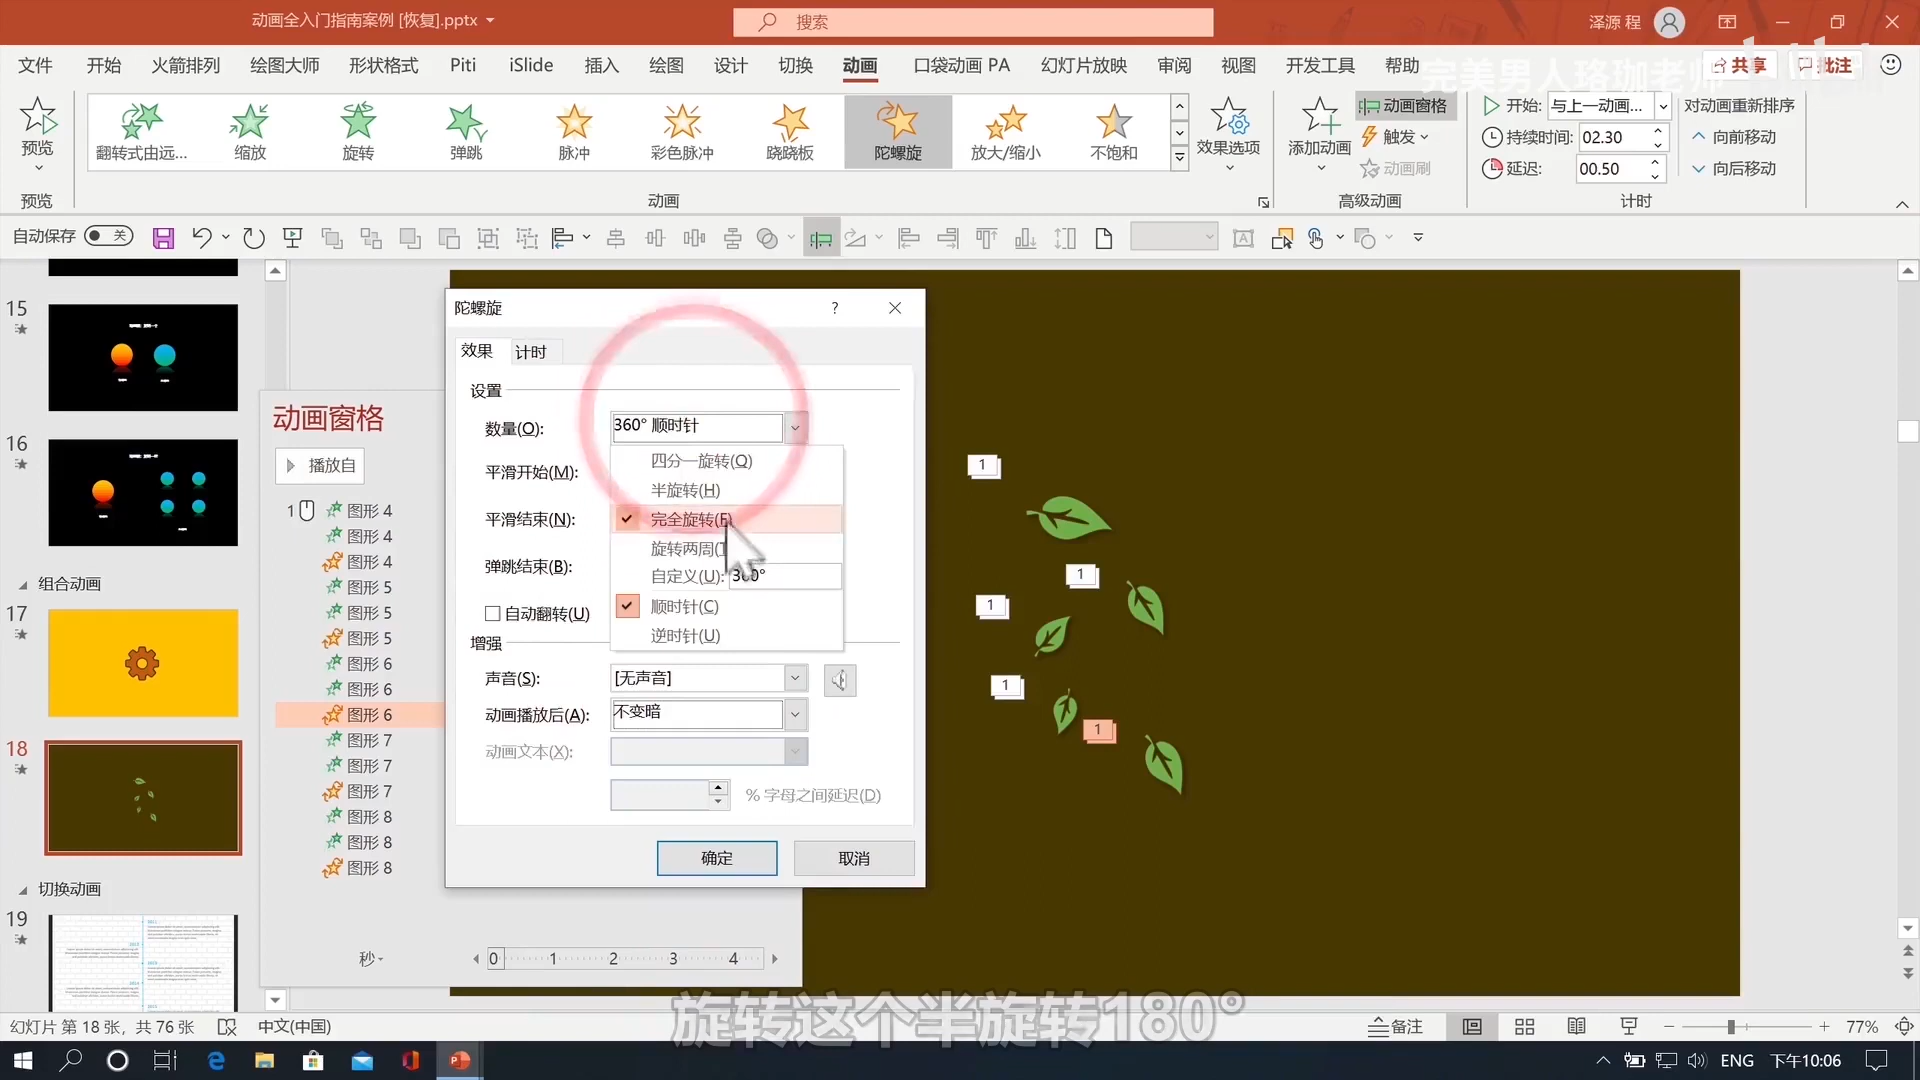 动画全入门指南案例 [恢复].pptx
搜索
泽源 程
文件 开始 火箭排列 绘图大师 形状格式 Piti iSlide 插入 绘图 设计 切换 动画 口袋动画 PA 幻灯片放映 审阅 视图 开发工具 帮助
共享 批注
完美男人珞珈老师
预览
翻转式由远... 缩放 旋转 弹跳 脉冲 彩色脉冲 跷跷板 陀螺旋 放大/缩小 不饱和
效果选项
添加动画
动画窗格
触发
动画刷
开始: 与上一动画...
持续时间: 02.30
延迟: 00.50
对动画重新排序
向前移动
向后移动
预览 动画 高级动画 计时
自动保存 关
15
16
组合动画
17
18
切换动画
19
动画窗格
播放自
1 图形 4
图形 4
图形 4
图形 5
图形 5
图形 5
图形 6
图形 6
图形 6
图形 7
图形 7
图形 7
图形 8
图形 8
图形 8
秒
0 1 2 3 4
陀螺旋 ?
效果 计时
设置
数量(O): 360° 顺时针
四分一旋转(Q)
平滑开始(M):
半旋转(H)
平滑结束(N): 完全旋转(F)
旋转两周(T
弹跳结束(B): 自定义(U): 360°
自动翻转(U) 顺时针(C)
逆时针(U)
增强
声音(S): [无声音]
动画播放后(A): 不变暗
动画文本(X):
% 字母之间延迟(D)
确定 取消
1
1
1
1
1
旋转这个半旋转180°
幻灯片 第 18 张，共 76 张 中文(中国)
备注 77%
ENG 下午10:06